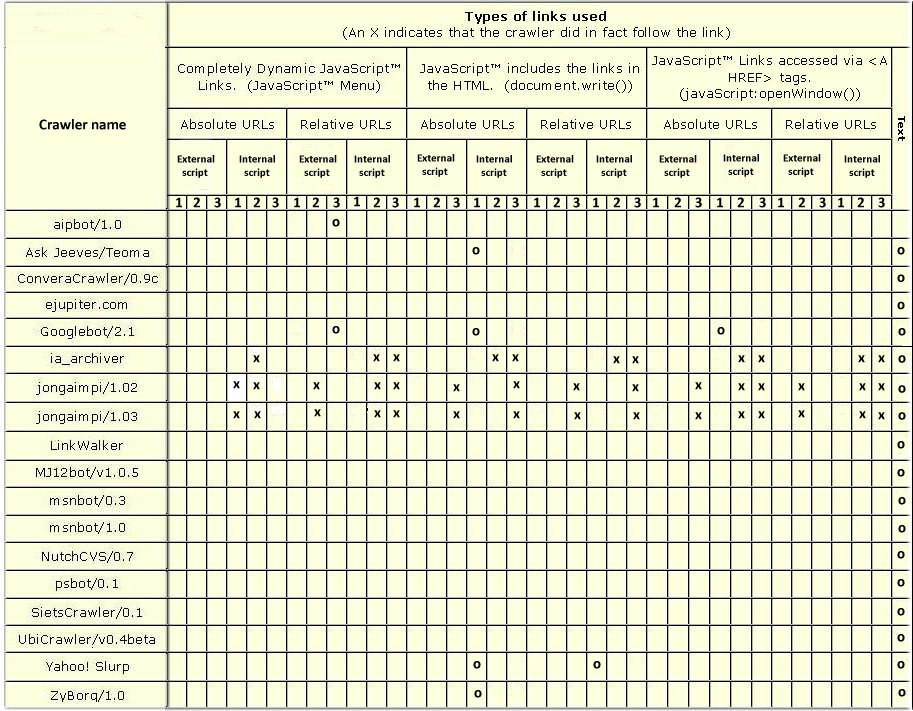 Types of links used
(An X indicates that the crawler did in fact follow the link)
Crawler name
Completely Dynamic JavaScript™
Links. (JavaScript™ Menu)
JavaScript™ includes the links in
the HTML. (document.write())
JavaScript™ Links accessed via <A
HREF> tags.
(javaScript:openWindow())
Text
Absolute URLs Relative URLs Absolute URLs Relative URLs Absolute URLs Relative URLs
External script Internal script External script Internal script External script Internal script External script Internal script External script Internal script External script Internal script
1 2 3 1 2 3 1 2 3 1 2 3 1 2 3 1 2 3 1 2 3 1 2 3 1 2 3 1 2 3 1 2 3 1 2 3
aipbot/1.0 o
Ask Jeeves/Teoma o o
ConveraCrawler/0.9c o
ejupiter.com o
Googlebot/2.1 o o o o
ia_archiver x x x x x x x x x x x o
jongaimpi/1.02 x x x x x x x x x x x x x x o
jongaimpi/1.03 x x x x x x x x x x x x x x o
LinkWalker o
MJ12bot/v1.0.5 o
msnbot/0.3 o
msnbot/1.0 o
NutchCVS/0.7 o
psbot/0.1 o
SietsCrawler/0.1 o
UbiCrawler/v0.4beta o
Yahoo! Slurp o o o
ZyBorg/1.0 o o